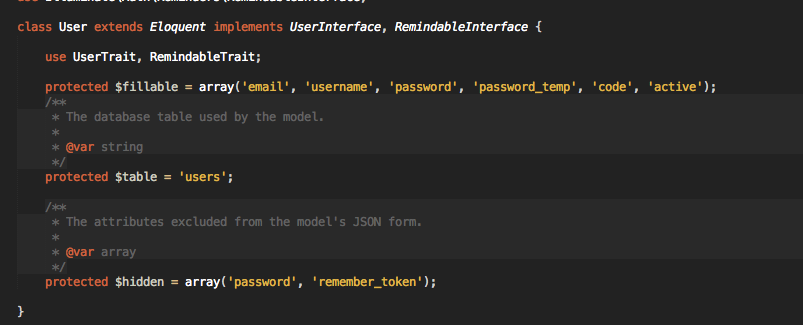 class User extends Eloquent implements UserInterface, RemindableInterface {
use UserTrait, RemindableTrait;
protected $fillable = array('email', 'username', 'password', 'password_temp', 'code', 'active');
/**
* The database table used by the model.
*
* @var string
*/
protected $table = 'users';
/**
* The attributes excluded from the model's JSON form.
*
* @var array
*/
protected $hidden = array('password', 'remember_token');
}